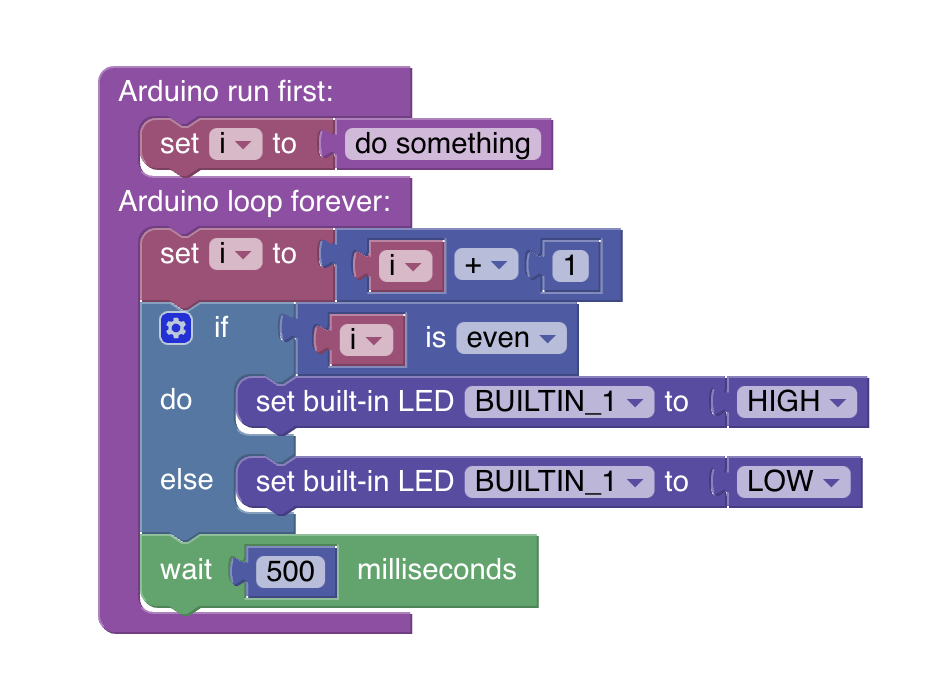 Arduino run first:
set i to do something
Arduino loop forever:
set i to i + 1
if i is even
do set built-in LED BUILTIN_1 to HIGH
else set built-in LED BUILTIN_1 to LOW
wait 500 milliseconds